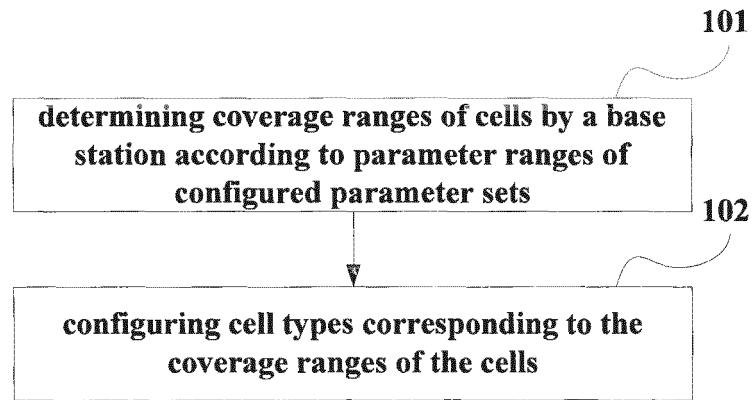 101
determining coverage ranges of cells by a base
station according to parameter ranges of
configured parameter sets
102
configuring cell types corresponding to the
coverage ranges of the cells